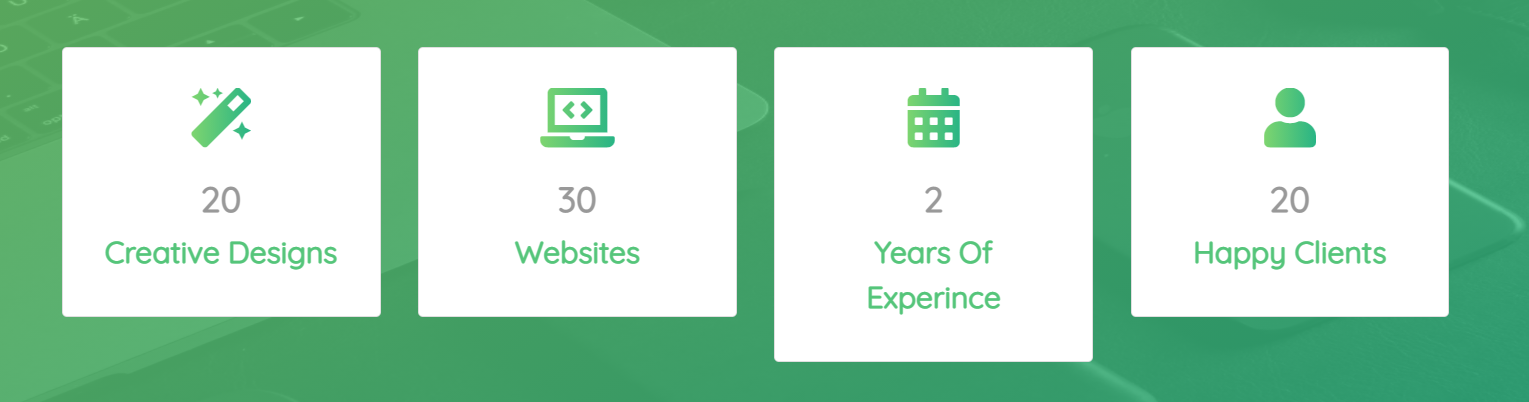 20
Creative Designs
30
Websites
2
Years Of
Experince
20
Happy Clients